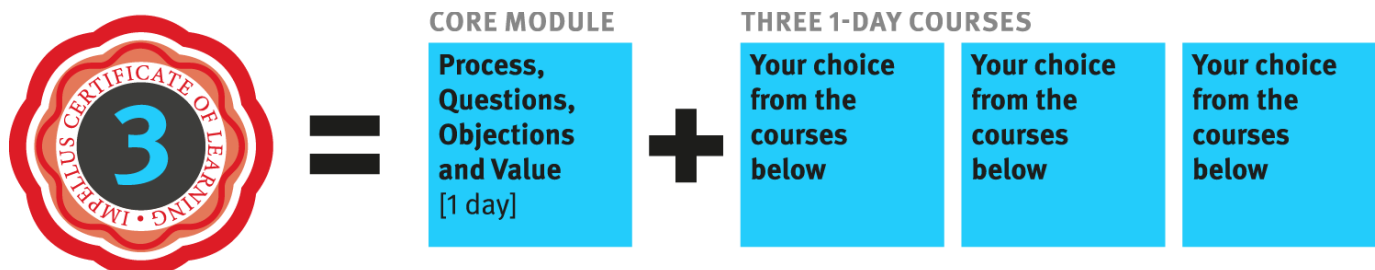 IMPELLUS CERTIFICATE OF LEARNING •
3
=
CORE MODULE
Process,
Questions,
Objections
and Value
[1 day]
+
THREE 1-DAY COURSES
Your choice
from the
courses
below
Your choice
from the
courses
below
Your choice
from the
courses
below